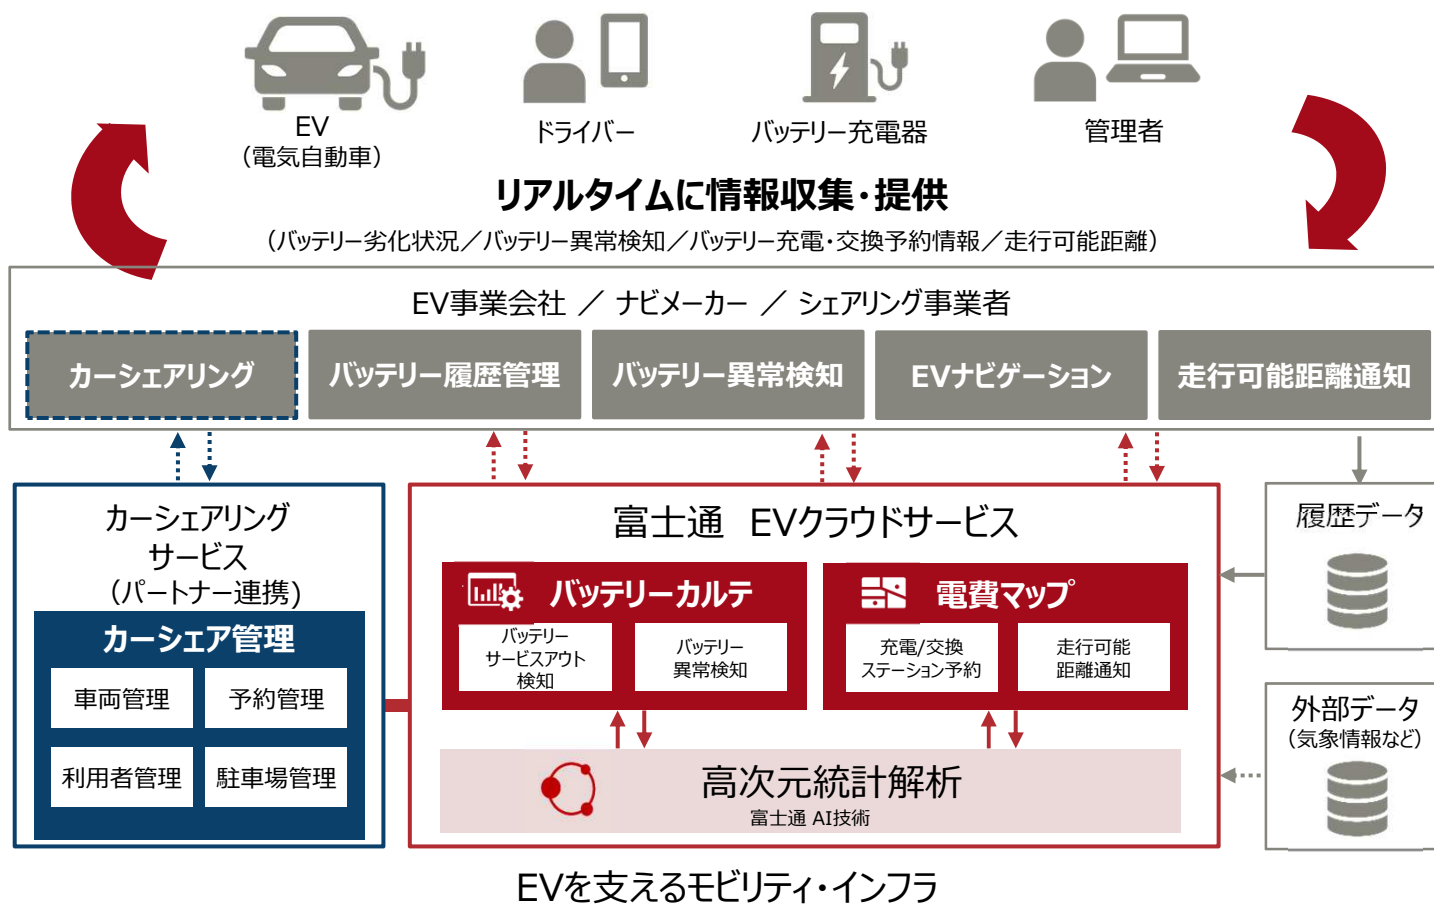 EV
（電気自動車）
ドライバー
バッテリー充電器
管理者
リアルタイムに情報収集・提供
（バッテリー劣化状況／バッテリー異常検知／バッテリー充電・交換予約情報／走行可能距離）
EV事業会社 ／ ナビメーカー ／ シェアリング事業者
カーシェアリング
バッテリー履歴管理
バッテリー異常検知
EVナビゲーション
走行可能距離通知
カーシェアリング
サービス
（パートナー連携)
カーシェア管理
車両管理
予約管理
利用者管理
駐車場管理
富士通 EVクラウドサービス
バッテリーカルテ
バッテリー
サービスアウト
検知
バッテリー
異常検知
電費マップ
充電/交換
ステーション予約
走行可能
距離通知
高次元統計解析
富士通 AI技術
履歴データ
外部データ
（気象情報など）
EVを支えるモビリティ・インフラ